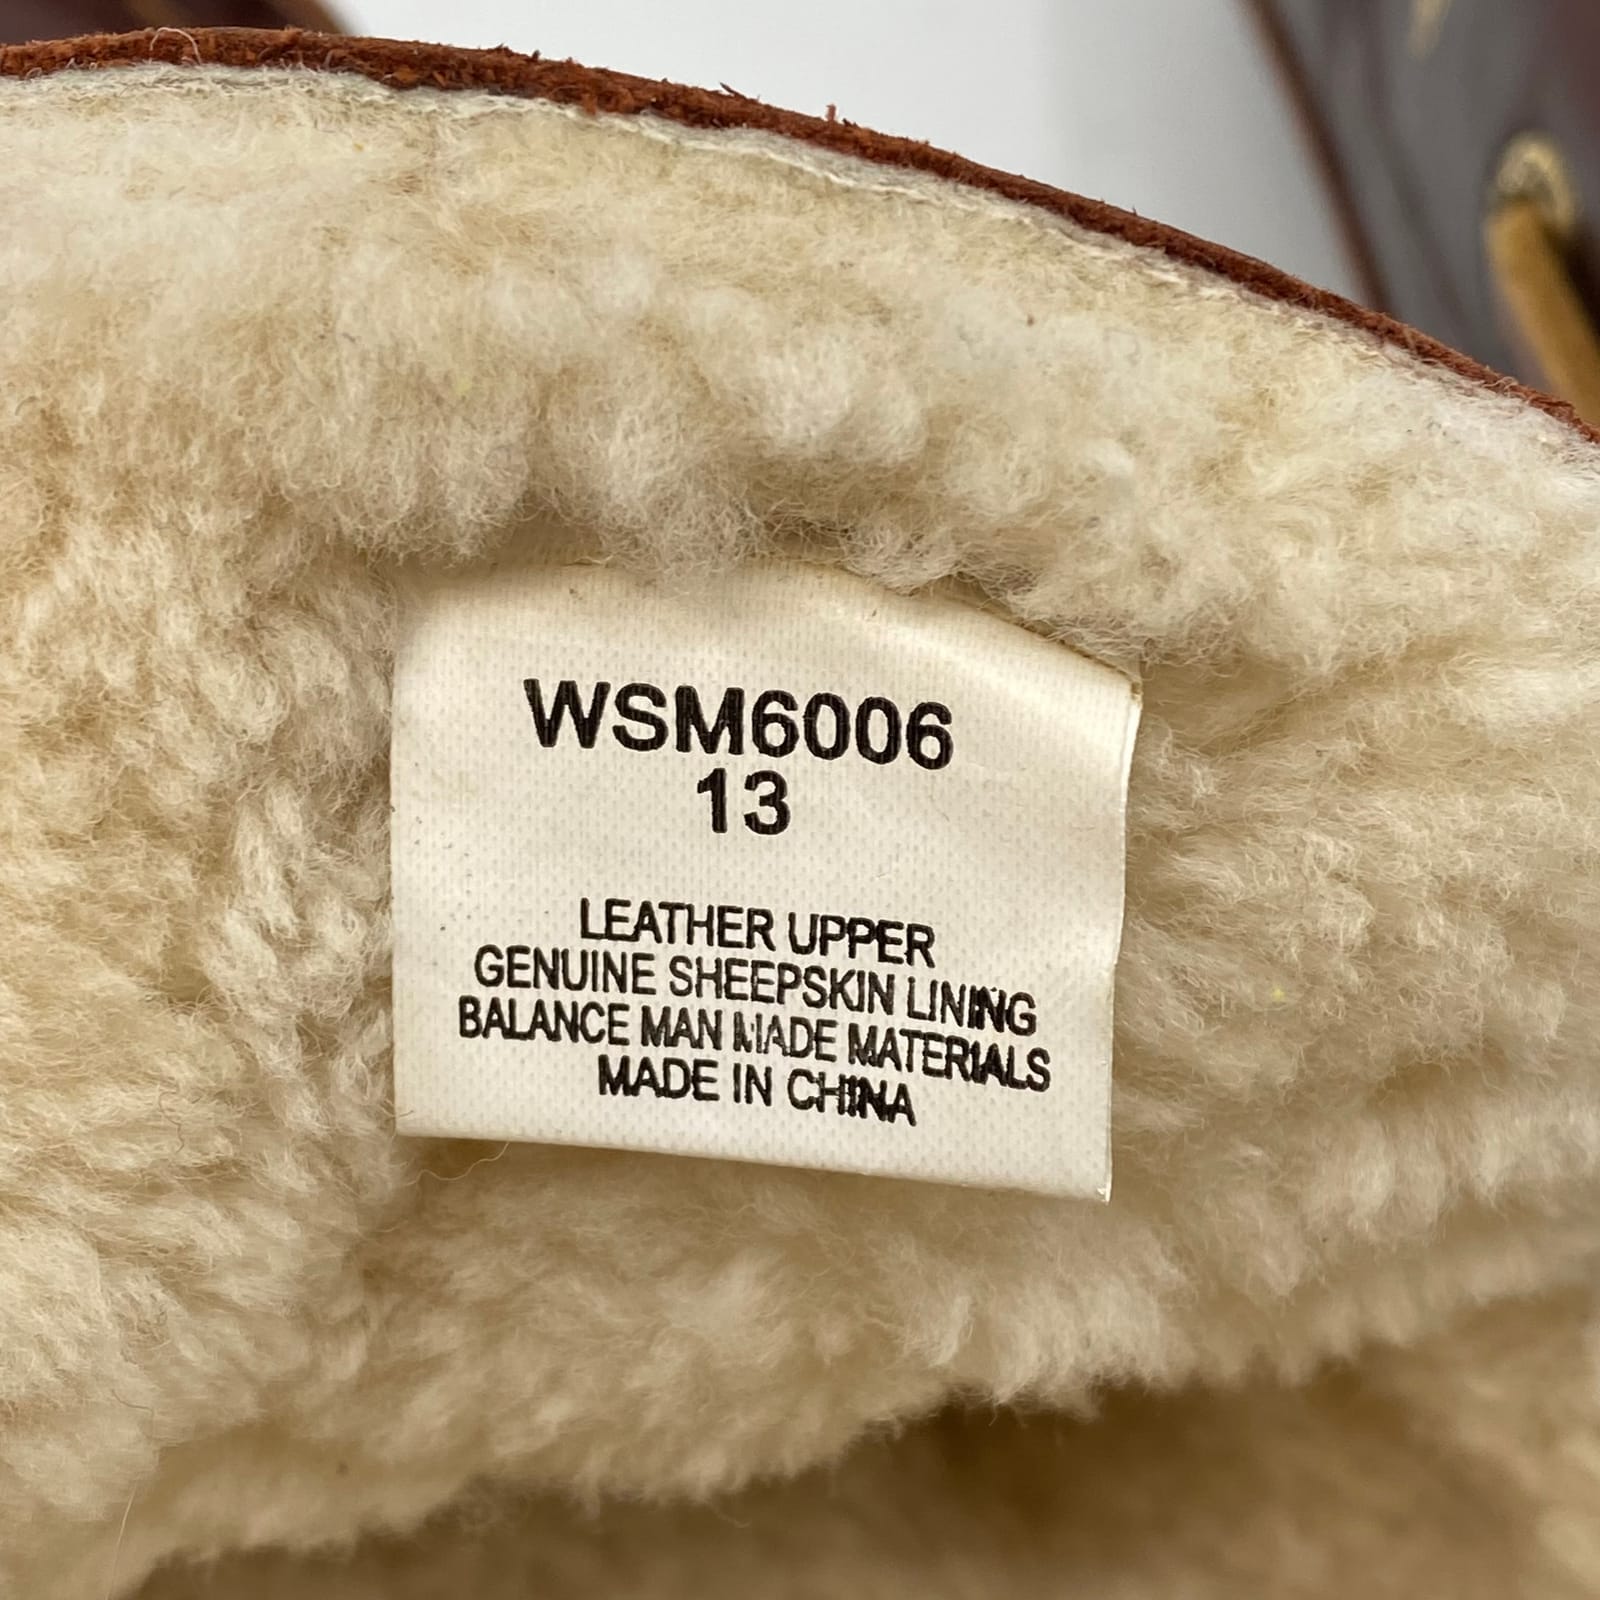 WSM6006
13
LEATHER UPPER
GENUINE SHEEPSKIN LINING
BALANCE MAN MADE MATERIALS
MADE IN CHINA